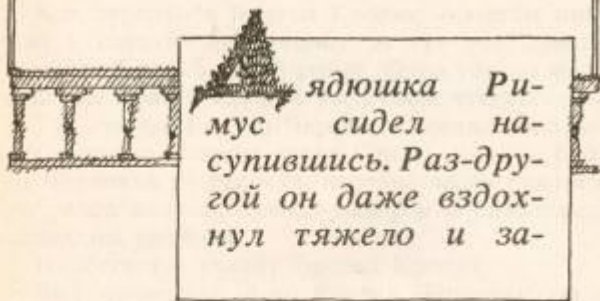 Дядюшка Ри-
мус сидел на-
супившись. Раз-дру-
гой он даже вздох-
нул тяжело и за-